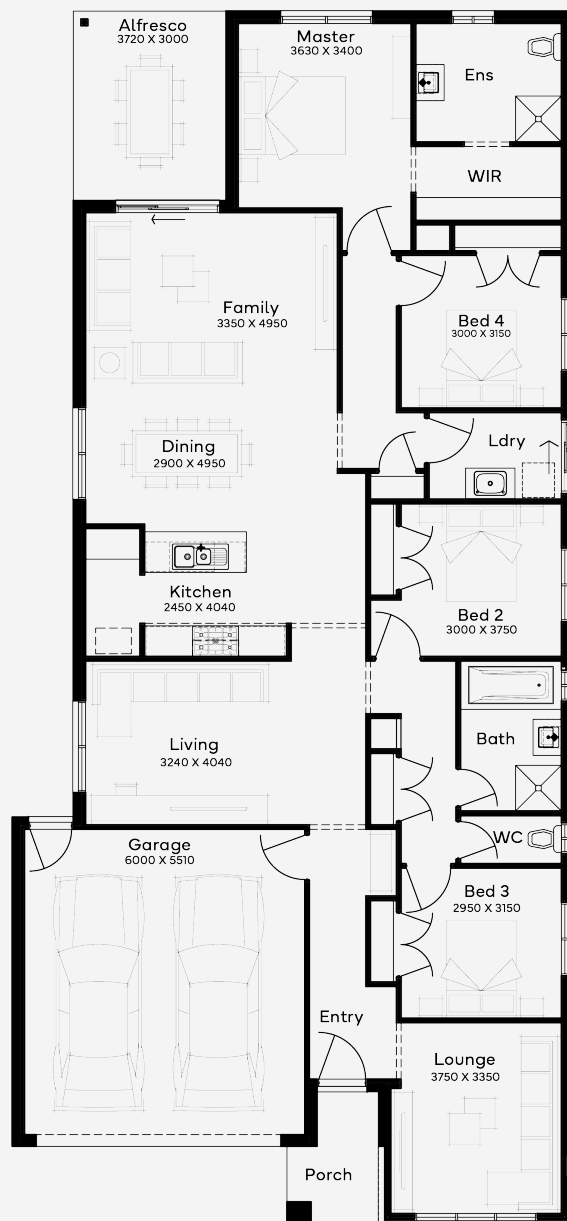 Alfresco
3720 X 3000
Master
3630 X 3400
Ens
WIR
Family
3350 X 4950
Bed 4
3000 X 3150
Dining
2900 X 4950
Ldry
Kitchen
2450 X 4040
Bed 2
3000 X 3750
Living
3240 X 4040
Bath
Garage
6000 X 5510
WC
Bed 3
2950 X 3150
Entry
Lounge
3750 X 3350
Porch